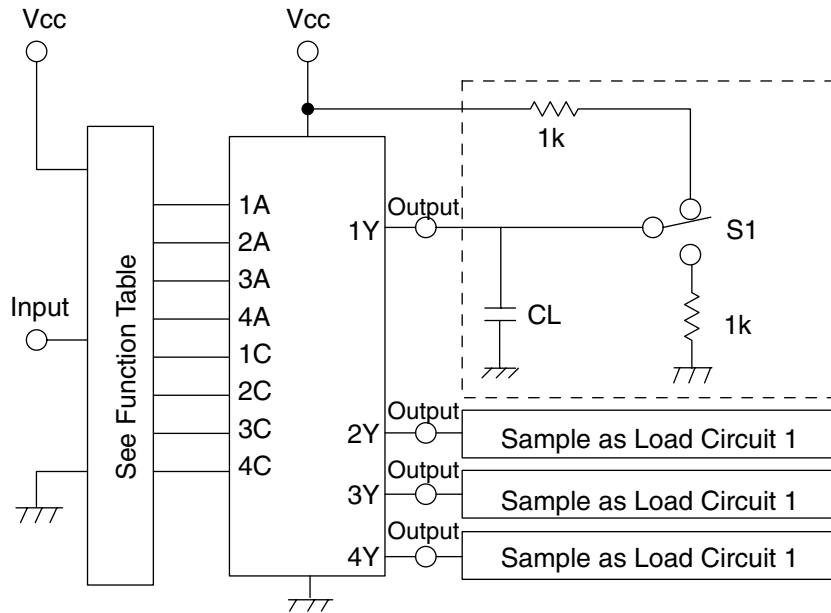 Vcc
Vcc
1k
Output
1Y
S1
1A
2A
3A
4A
1C
2C
3C
4C
Input
See Function Table
CL
1k
Output
2Y
Sample as Load Circuit 1
Output
3Y
Sample as Load Circuit 1
Output
4Y
Sample as Load Circuit 1